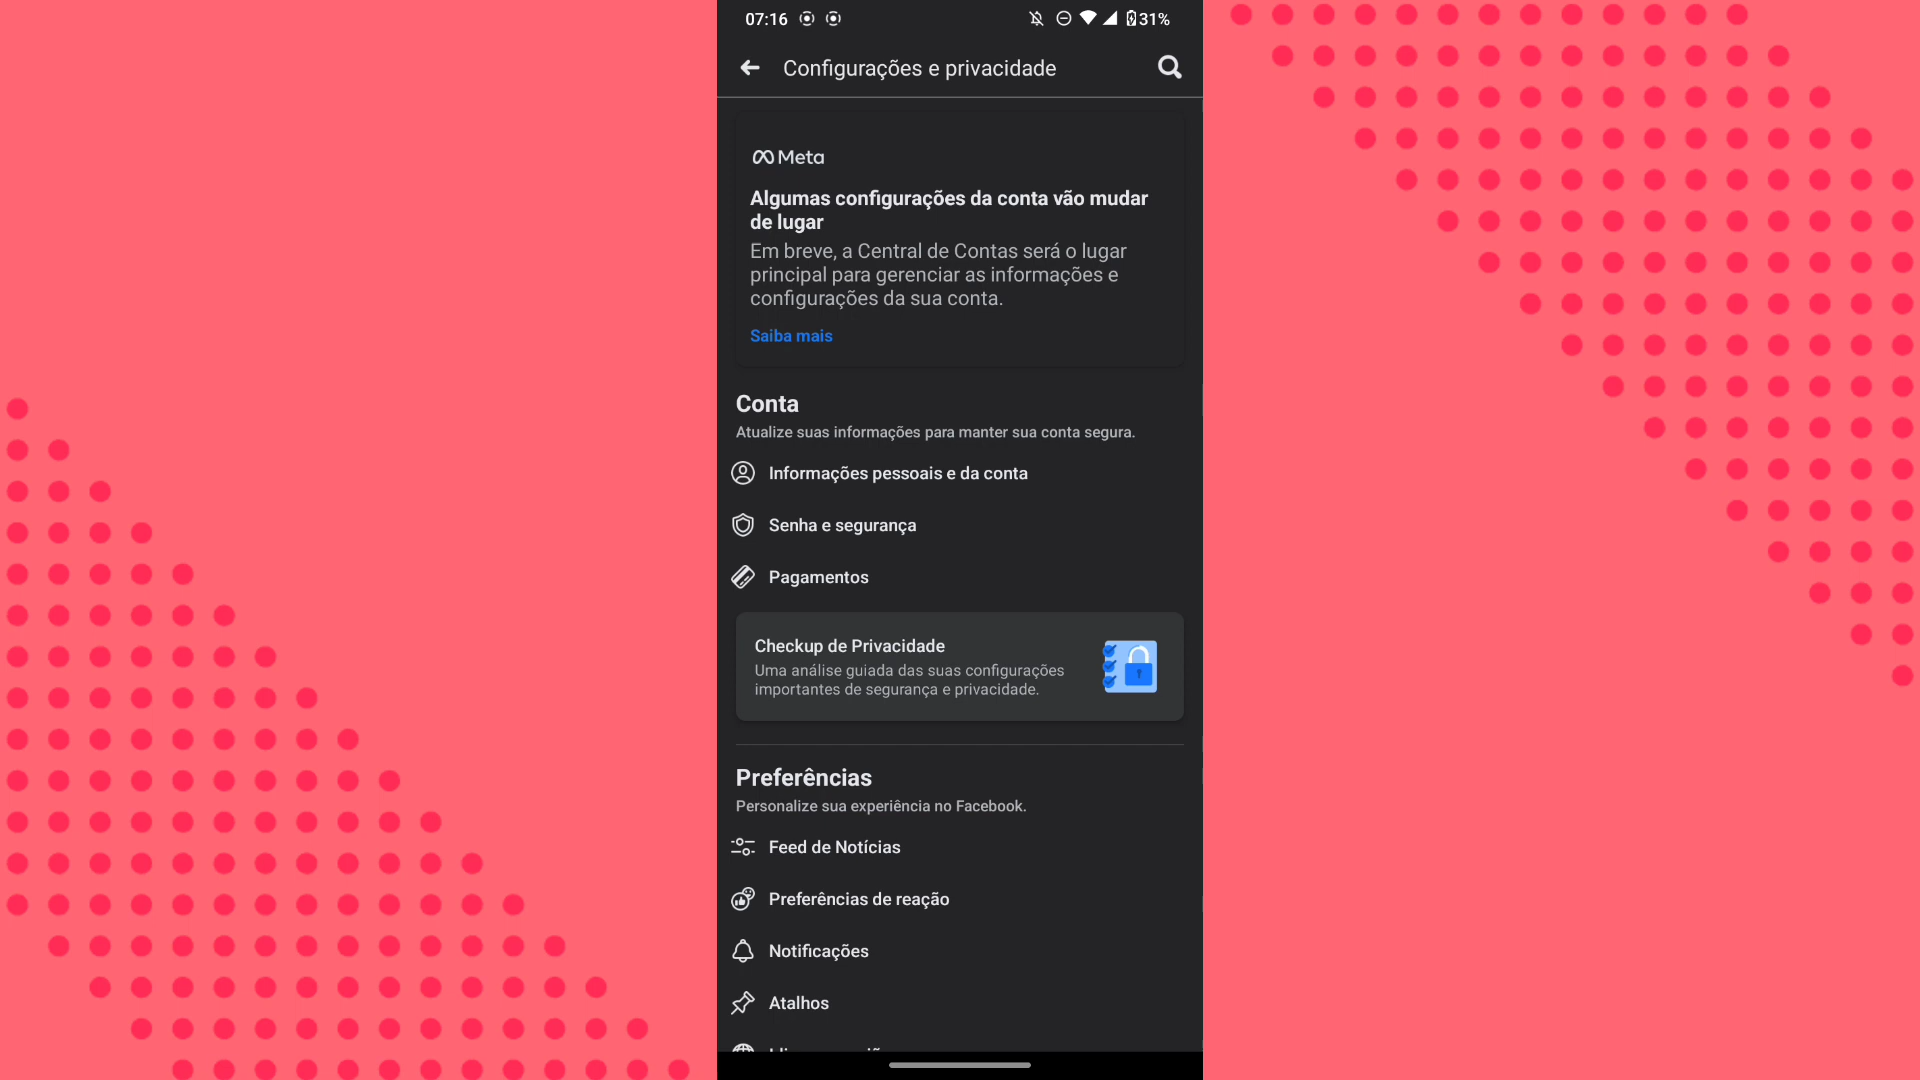 07:16
31%
Configurações e privacidade
Meta
Algumas configurações da conta vão mudar
de lugar
Em breve, a Central de Contas será o lugar
principal para gerenciar as informações e
configurações da sua conta.
Saiba mais
Conta
Atualize suas informações para manter sua conta segura.
Informações pessoais e da conta
Senha e segurança
Pagamentos
Checkup de Privacidade
Uma análise guiada das suas configurações
importantes de segurança e privacidade.
Preferências
Personalize sua experiência no Facebook.
Feed de Notícias
Preferências de reação
Notificações
Atalhos